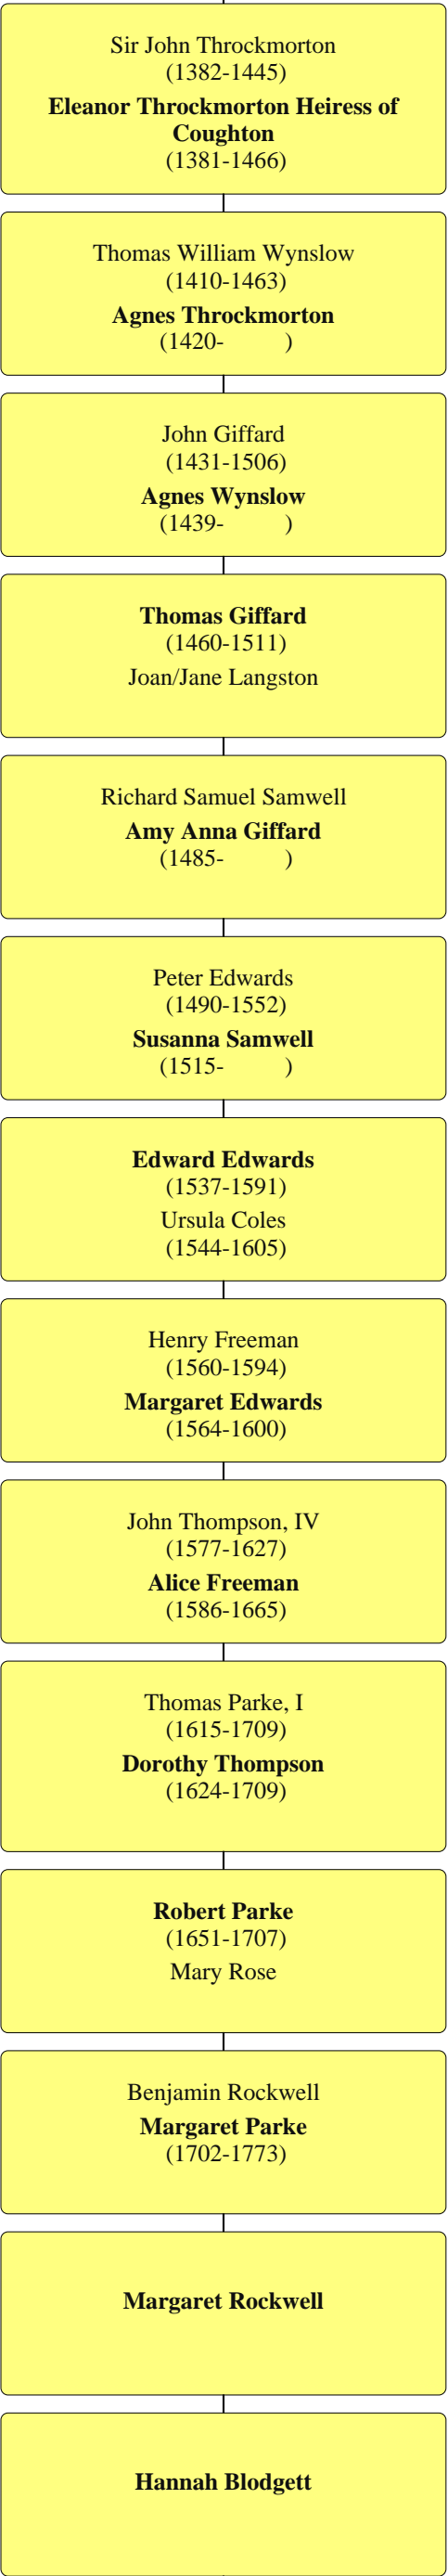 Sir John Throckmorton
(1382-1445)
Eleanor Throckmorton Heiress of
Coughton
(1381-1466)
Thomas William Wynslow
(1410-1463)
Agnes Throckmorton
(1420- )
John Giffard
(1431-1506)
Agnes Wynslow
(1439- )
Thomas Giffard
(1460-1511)
Joan/Jane Langston
Richard Samuel Samwell
Amy Anna Giffard
(1485- )
Peter Edwards
(1490-1552)
Susanna Samwell
(1515- )
Edward Edwards
(1537-1591)
Ursula Coles
(1544-1605)
Henry Freeman
(1560-1594)
Margaret Edwards
(1564-1600)
John Thompson, IV
(1577-1627)
Alice Freeman
(1586-1665)
Thomas Parke, I
(1615-1709)
Dorothy Thompson
(1624-1709)
Robert Parke
(1651-1707)
Mary Rose
Benjamin Rockwell
Margaret Parke
(1702-1773)
Margaret Rockwell
Hannah Blodgett